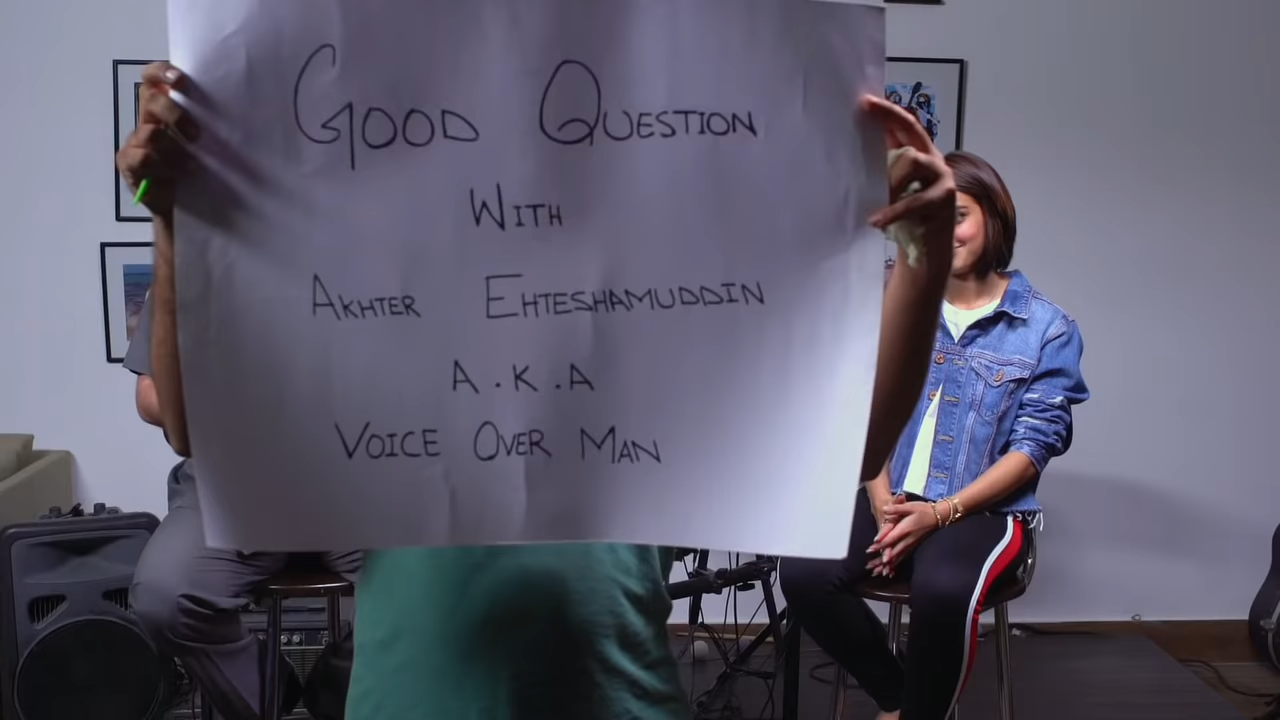 GOOD QUESTION
WITH
AKHTER EHTESHAMUDDIN
A.K.A
VOICE OVER MAN